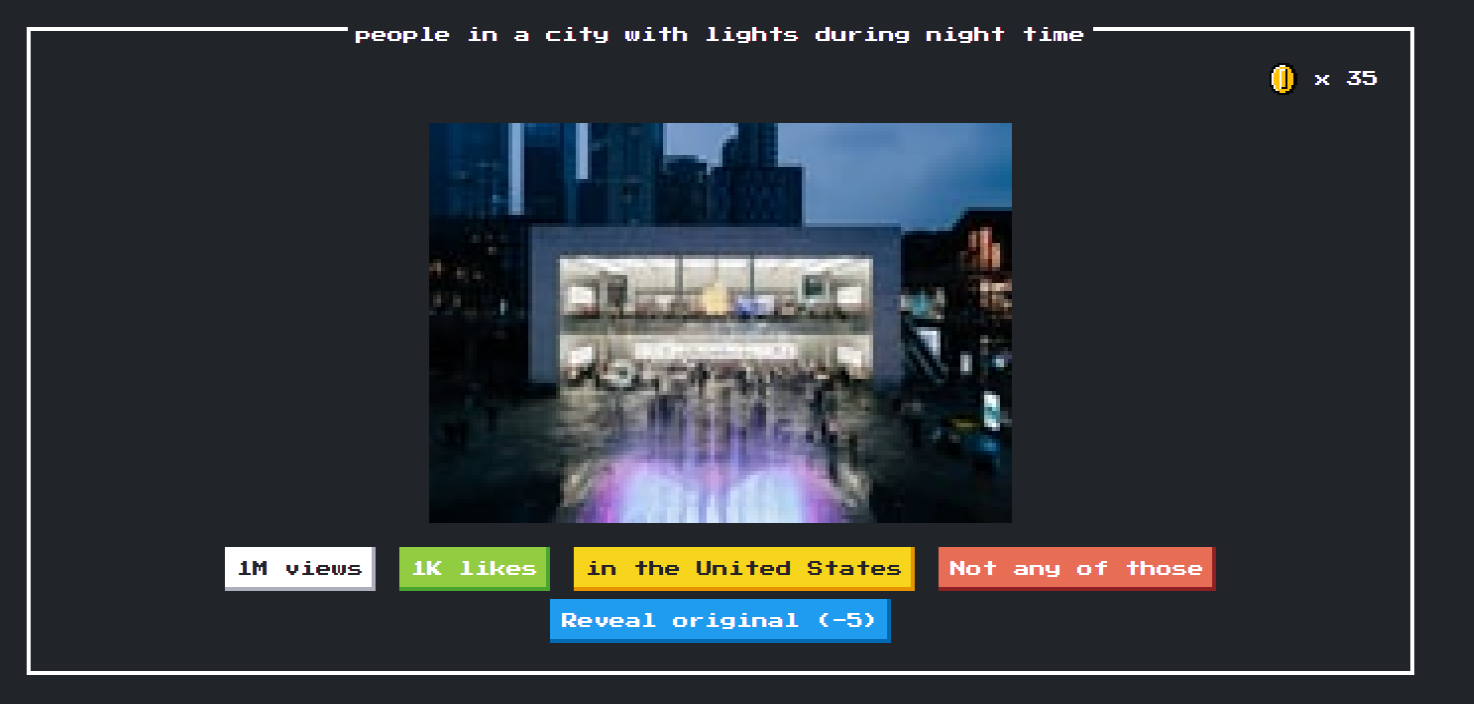 people in a city with lights during night time
x 35
1M views
1K likes
in the United States
Not any of those
Reveal original (-5)